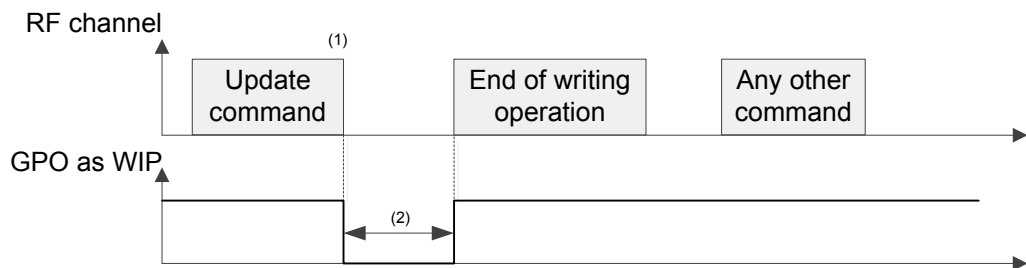 RF channel
(1)
Update
command
End of writing
operation
Any other
command
GPO as WIP
(2)